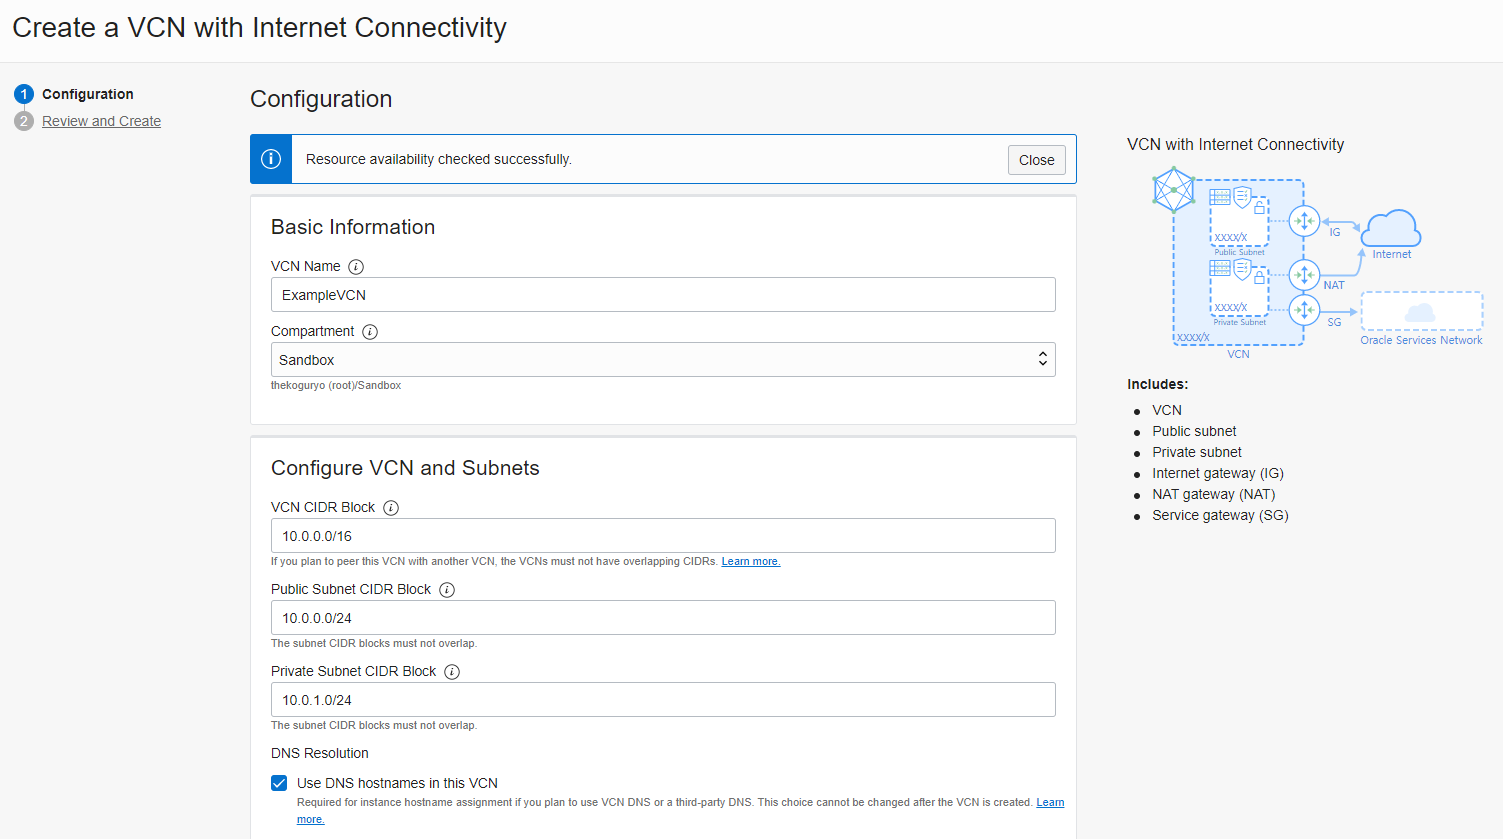 Create a VCN with Internet Connectivity
1 Configuration
2 Review and Create
Configuration
Resource availability checked successfully.
Close
Basic Information
VCN Name
ExampleVCN
Compartment
Sandbox
thekoguryo (root)/Sandbox
Configure VCN and Subnets
VCN CIDR Block
10.0.0.0/16
If you plan to peer this VCN with another VCN, the VCNs must not have overlapping CIDRs. Learn more.
Public Subnet CIDR Block
10.0.0.0/24
The subnet CIDR blocks must not overlap.
Private Subnet CIDR Block
10.0.1.0/24
The subnet CIDR blocks must not overlap.
DNS Resolution
Use DNS hostnames in this VCN
Required for instance hostname assignment if you plan to use VCN DNS or a third-party DNS. This choice cannot be changed after the VCN is created. Learn
more.
VCN with Internet Connectivity
XXXX/X
Public Subnet
IG
Internet
XXXX/X
Private Subnet
NAT
SG
XXXX/X
VCN
Oracle Services Network
Includes:
VCN
Public subnet
Private subnet
Internet gateway (IG)
NAT gateway (NAT)
Service gateway (SG)